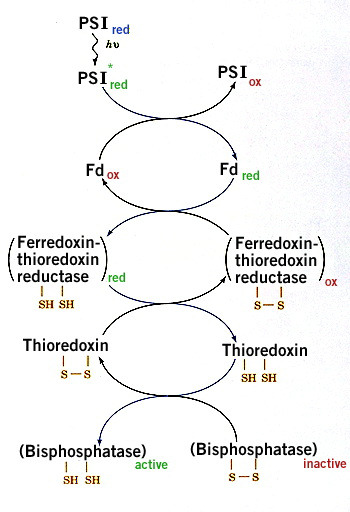 PSI red
hυ
PSI* red
PSI ox
Fd ox
Fd red
(Ferredoxin-
thioredoxin
reductase) red
SH SH
(Ferredoxin-
thioredoxin
reductase) ox
S—S
Thioredoxin
S—S
Thioredoxin
SH SH
(Bisphosphatase) active
SH SH
(Bisphosphatase) inactive
S—S